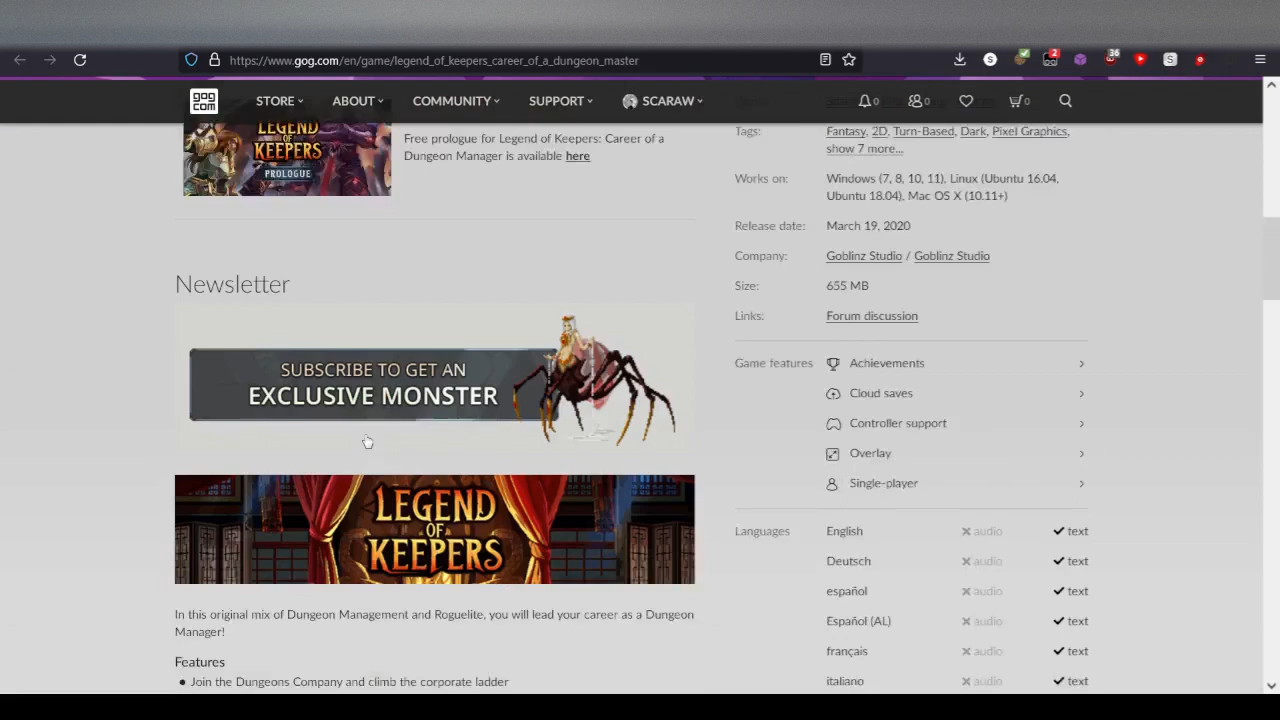 https://www.gog.com/en/game/legend_of_keepers_career_of_a_dungeon_master
2
36
S
S
gog
com
STORE
ABOUT
COMMUNITY
SUPPORT
SCARAW
0
0
0
LEGEND
OF
KEEPERS
PROLOGUE
Free prologue for Legend of Keepers: Career of a
Dungeon Manager is available here
Newsletter
SUBSCRIBE TO GET AN
EXCLUSIVE MONSTER
LEGEND
OF
KEEPERS
In this original mix of Dungeon Management and Roguelite, you will lead your career as a Dungeon
Manager!
Features
● Join the Dungeons Company and climb the corporate ladder
Tags: Fantasy, 2D, Turn-Based, Dark, Pixel Graphics,
show 7 more...
Works on: Windows (7, 8, 10, 11), Linux (Ubuntu 16.04,
Ubuntu 18.04), Mac OS X (10.11+)
Release date: March 19, 2020
Company: Goblinz Studio / Goblinz Studio
Size: 655 MB
Links: Forum discussion
Game features Achievements
Cloud saves
Controller support
Overlay
Single-player
Languages English audio text
Deutsch audio text
español audio text
Español (AL) audio text
français audio text
italiano audio text